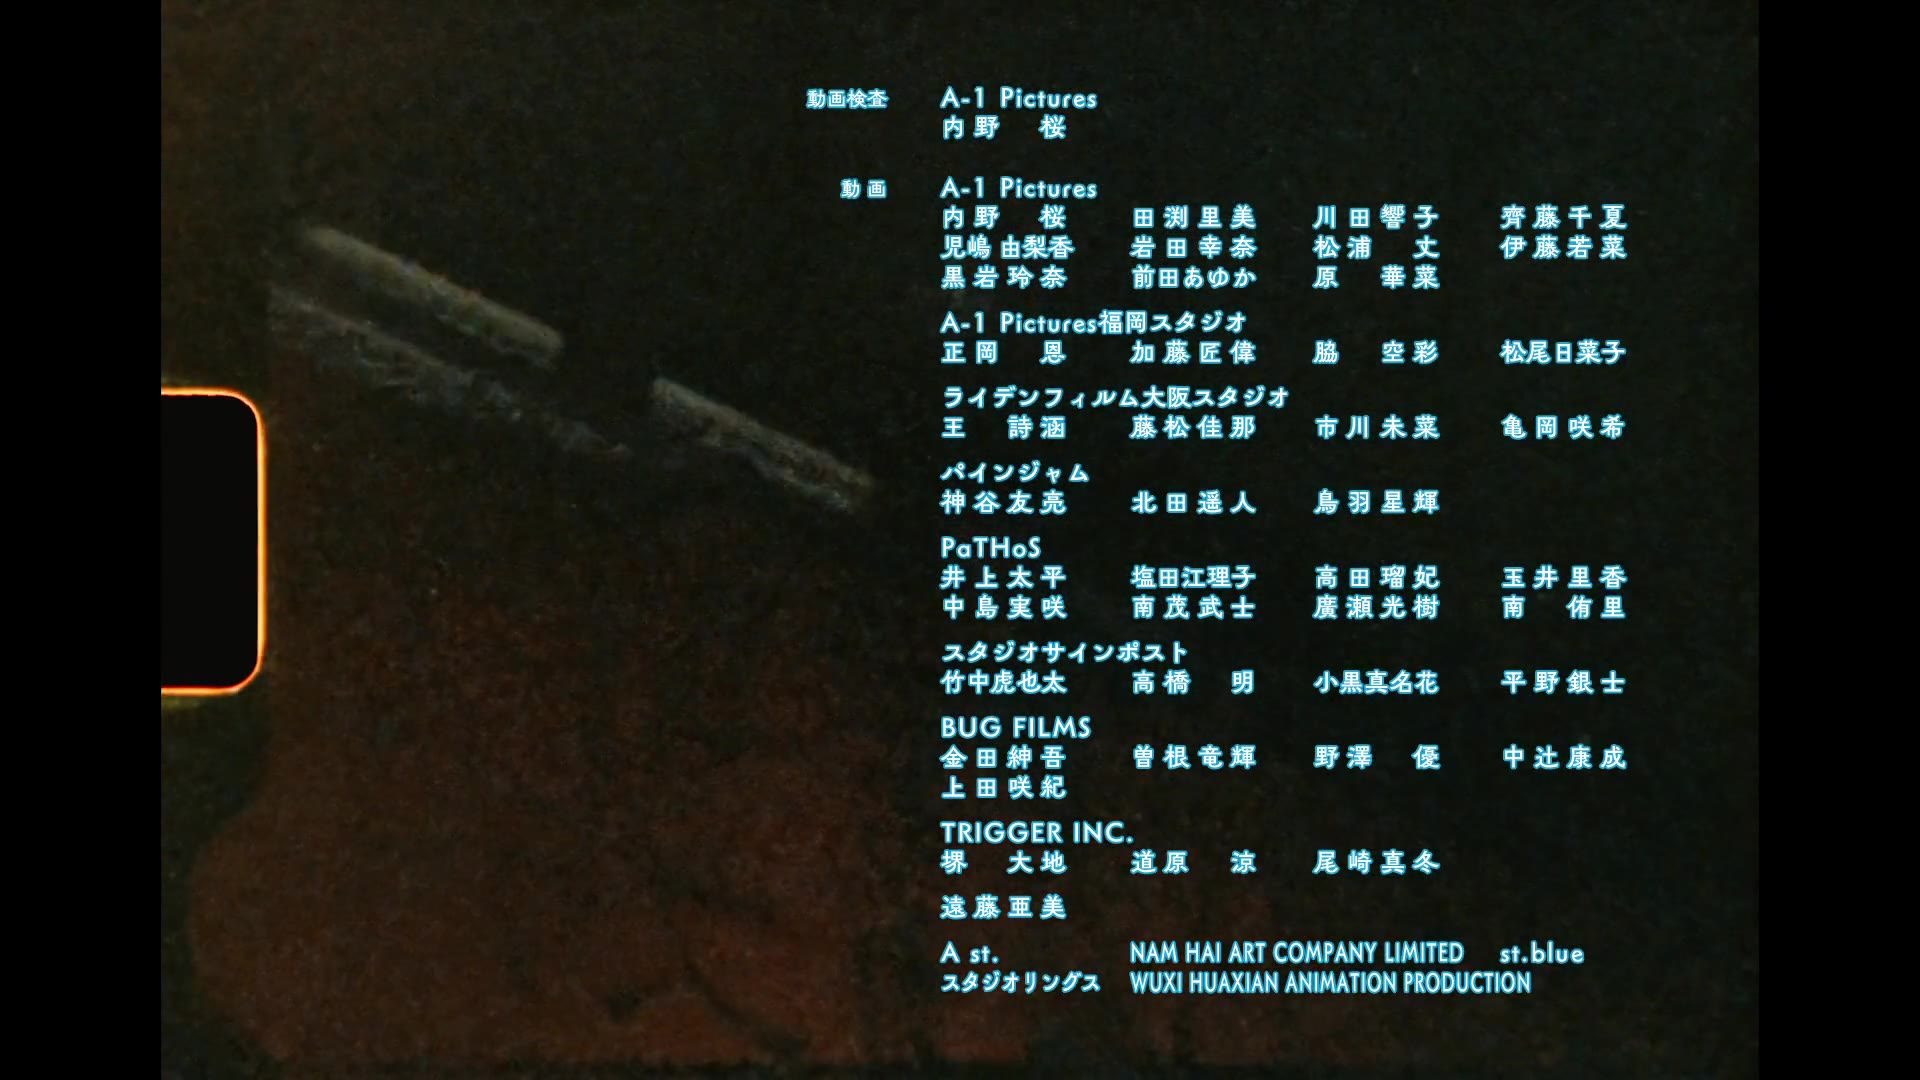 動画検査 A-1 Pictures
内野 桜
動画 A-1 Pictures
内野 桜 田渕里美 川田響子 齊藤千夏
児嶋由梨香 岩田幸奈 松浦 丈 伊藤若菜
黒岩玲奈 前田あゆか 原 華菜
A-1 Pictures福岡スタジオ
正岡 恩 加藤匠偉 脇 空彩 松尾日菜子
ライデンフィルム大阪スタジオ
王 詩涵 藤松佳那 市川未菜 亀岡咲希
パインジャム
神谷友亮 北田遥人 鳥羽星輝
PaTHoS
井上太平 塩田江理子 高田瑠妃 玉井里香
中島実咲 南茂武士 廣瀬光樹 南 侑里
スタジオサインポスト
竹中虎也太 高橋 明 小黒真名花 平野銀士
BUG FILMS
金田紳吾 曽根竜輝 野澤 優 中辻康成
上田咲紀
TRIGGER INC.
堺 大地 道原 涼 尾崎真冬
遠藤亜美
A st. NAM HAI ART COMPANY LIMITED st.blue
スタジオリングス WUXI HUAXIAN ANIMATION PRODUCTION